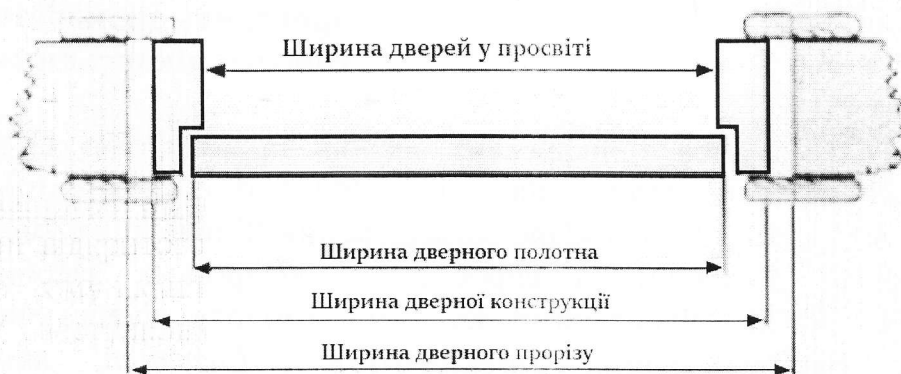 Ширина дверей у просвіті
Ширина дверного полотна
Ширина дверної конструкції
Ширина дверного прорізу